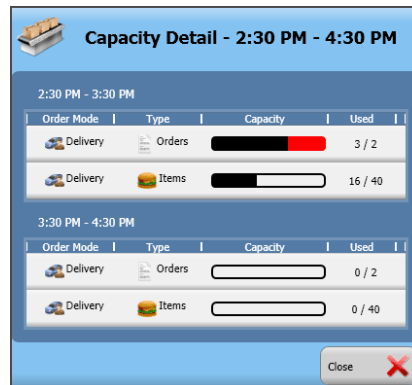 Capacity Detail - 2:30 PM - 4:30 PM
2:30 PM - 3:30 PM
Order Mode Type Capacity Used
Delivery Orders 3 / 2
Delivery Items 16 / 40
3:30 PM - 4:30 PM
Order Mode Type Capacity Used
Delivery Orders 0 / 2
Delivery Items 0 / 40
Close